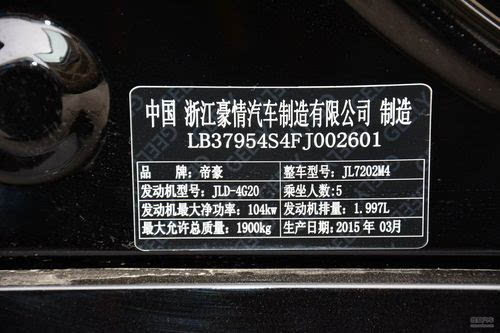 中国 浙江豪情汽车制造有限公司 制造
LB37954S4FJ002601
品 牌: 帝豪 整车型号: JL7202M4
发动机型号: JLD-4G20 乘坐人数: 5
发动机最大净功率: 104kw 发动机排量: 1.997L
最大允许总质量: 1900kg 生产日期: 2015 年 03月